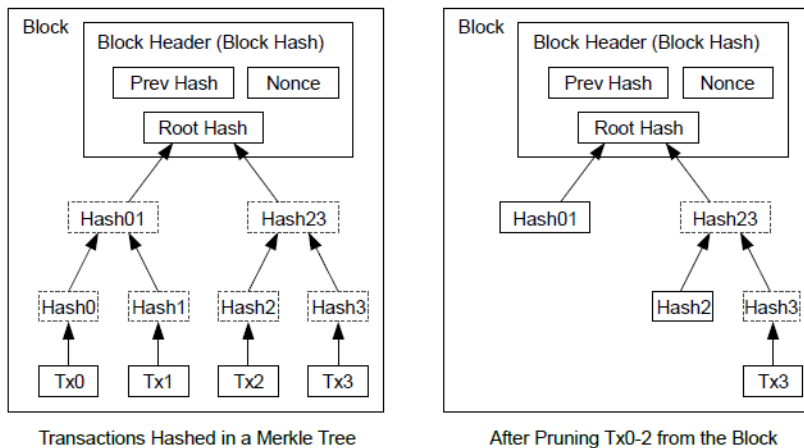 Block
Block Header (Block Hash)
Prev Hash
Nonce
Root Hash
Hash01
Hash23
Hash0
Hash1
Hash2
Hash3
Tx0
Tx1
Tx2
Tx3
Transactions Hashed in a Merkle Tree
Block
Block Header (Block Hash)
Prev Hash
Nonce
Root Hash
Hash01
Hash23
Hash2
Hash3
Tx3
After Pruning Tx0-2 from the Block